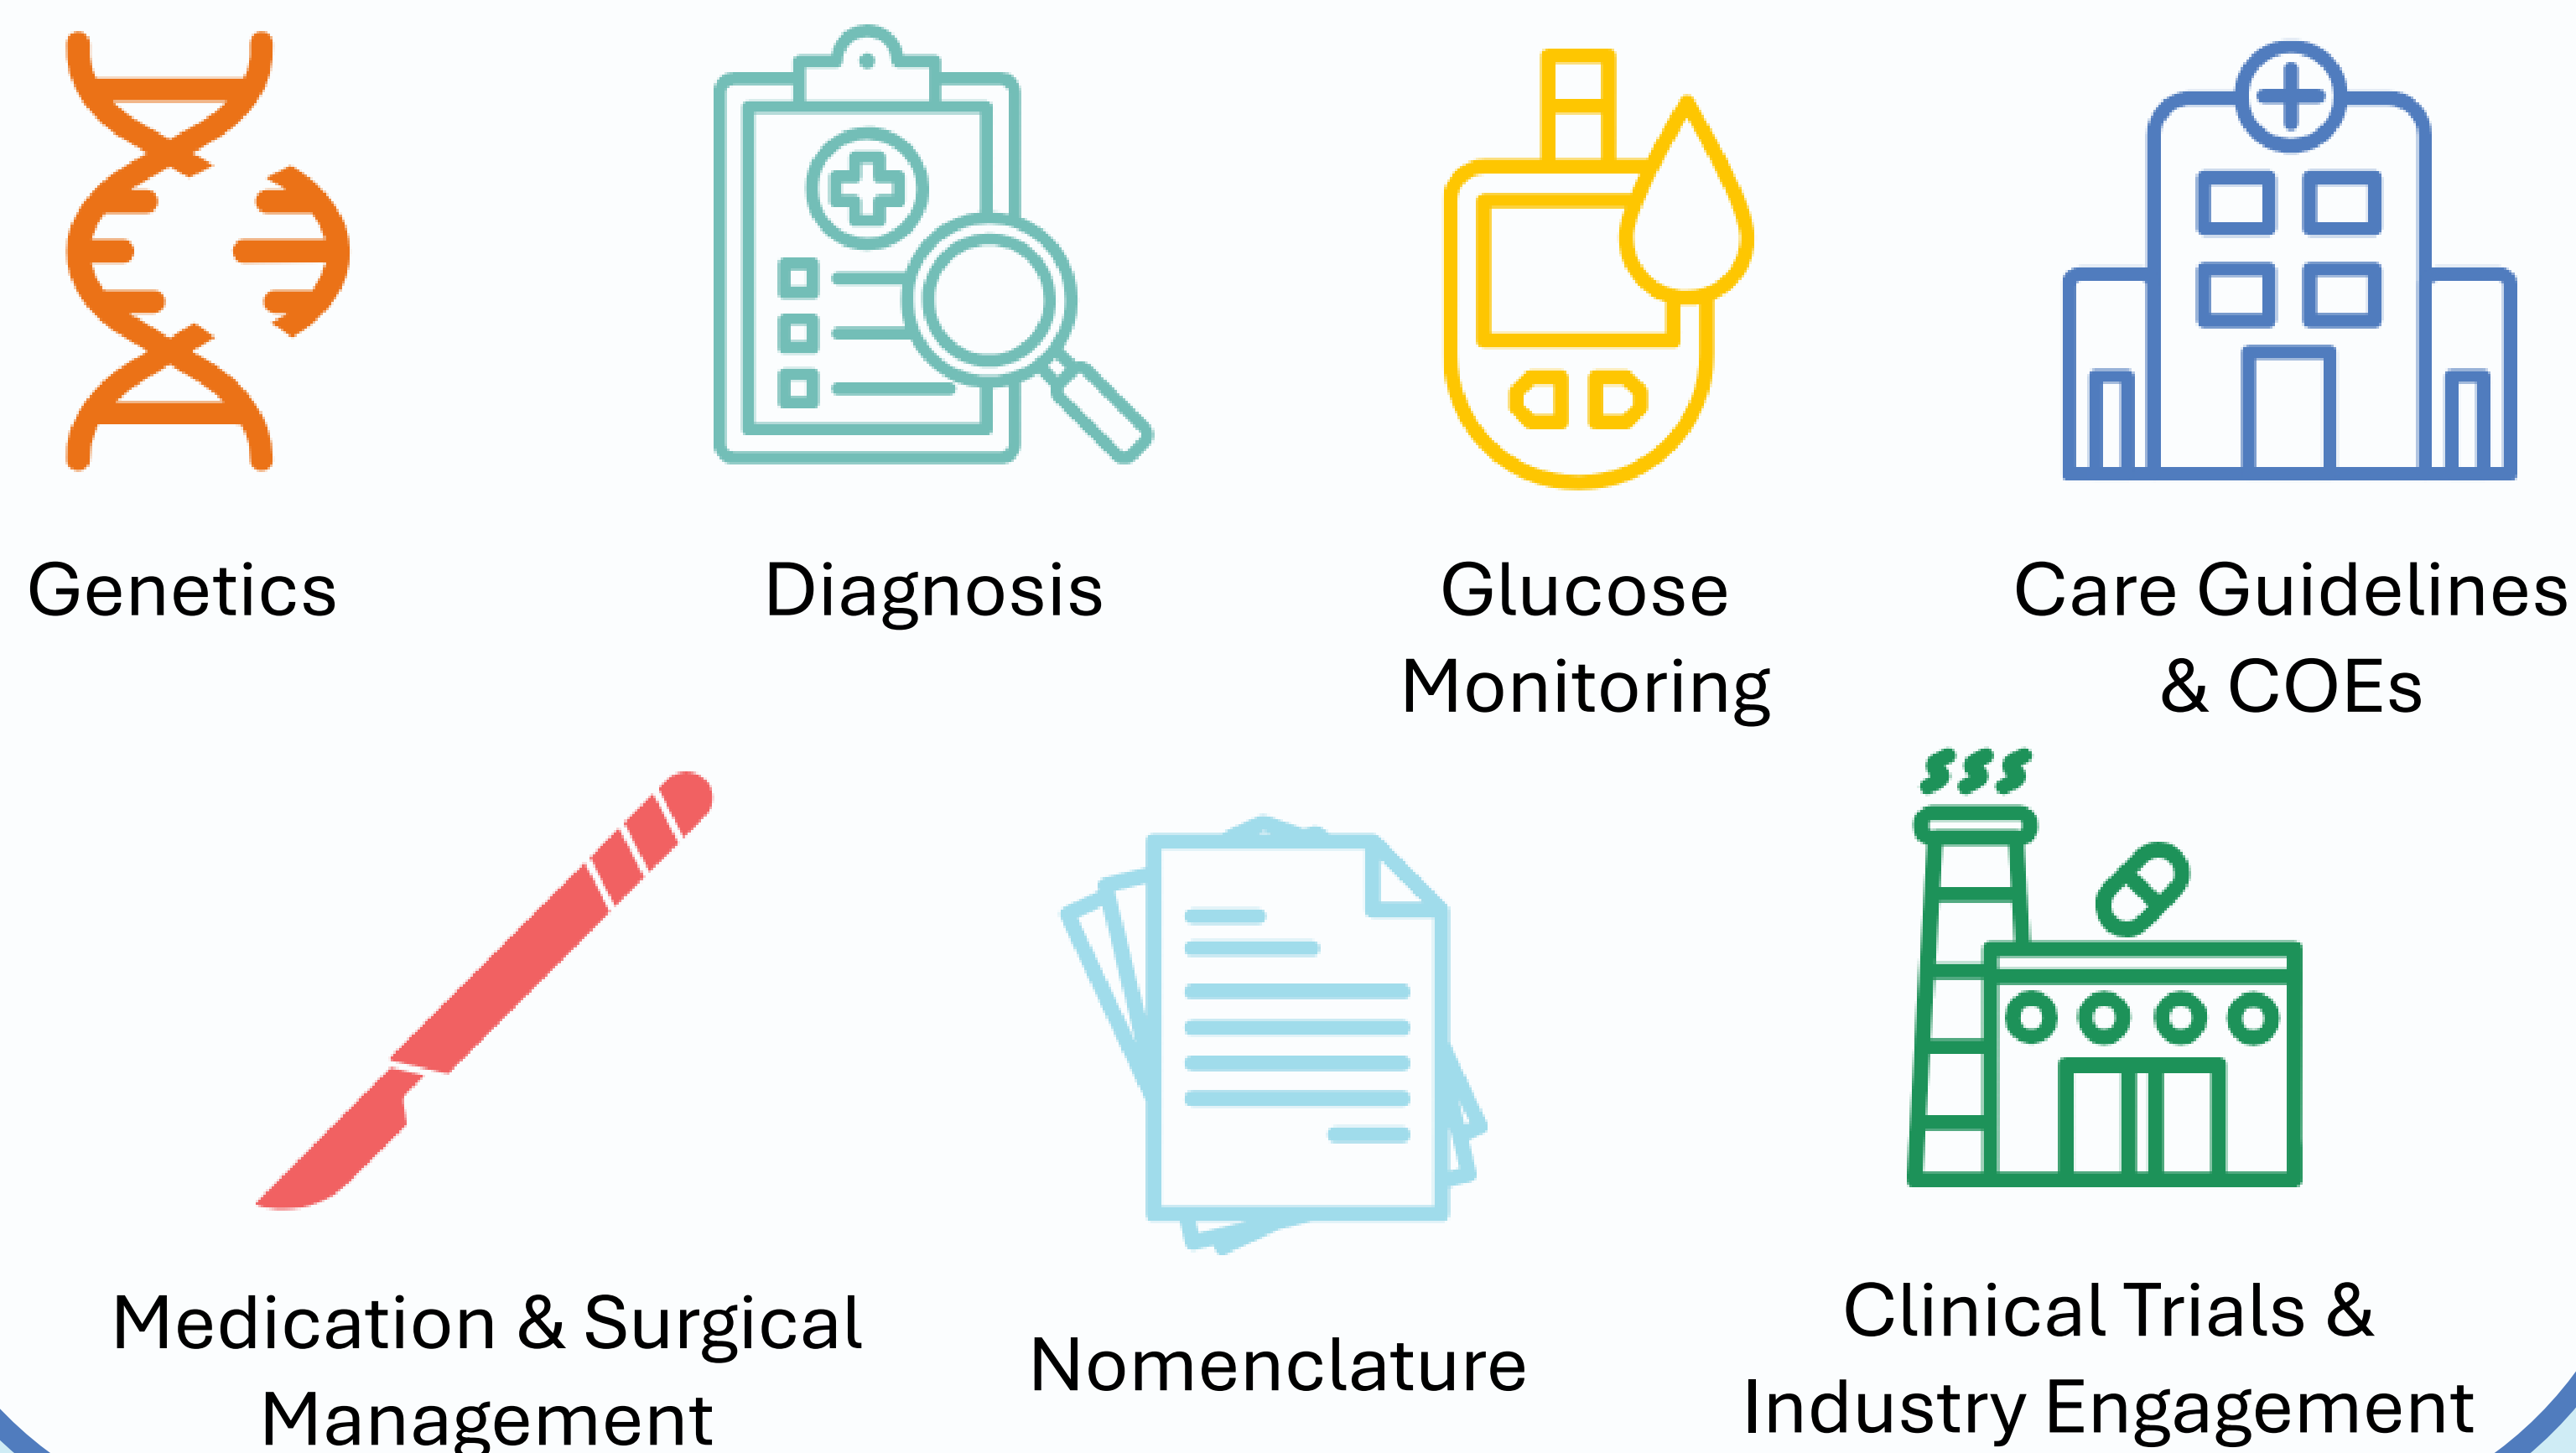 Genetics
Diagnosis
Glucose
Monitoring
Care Guidelines
& COEs
Medication & Surgical
Management
Nomenclature
Clinical Trials &
Industry Engagement